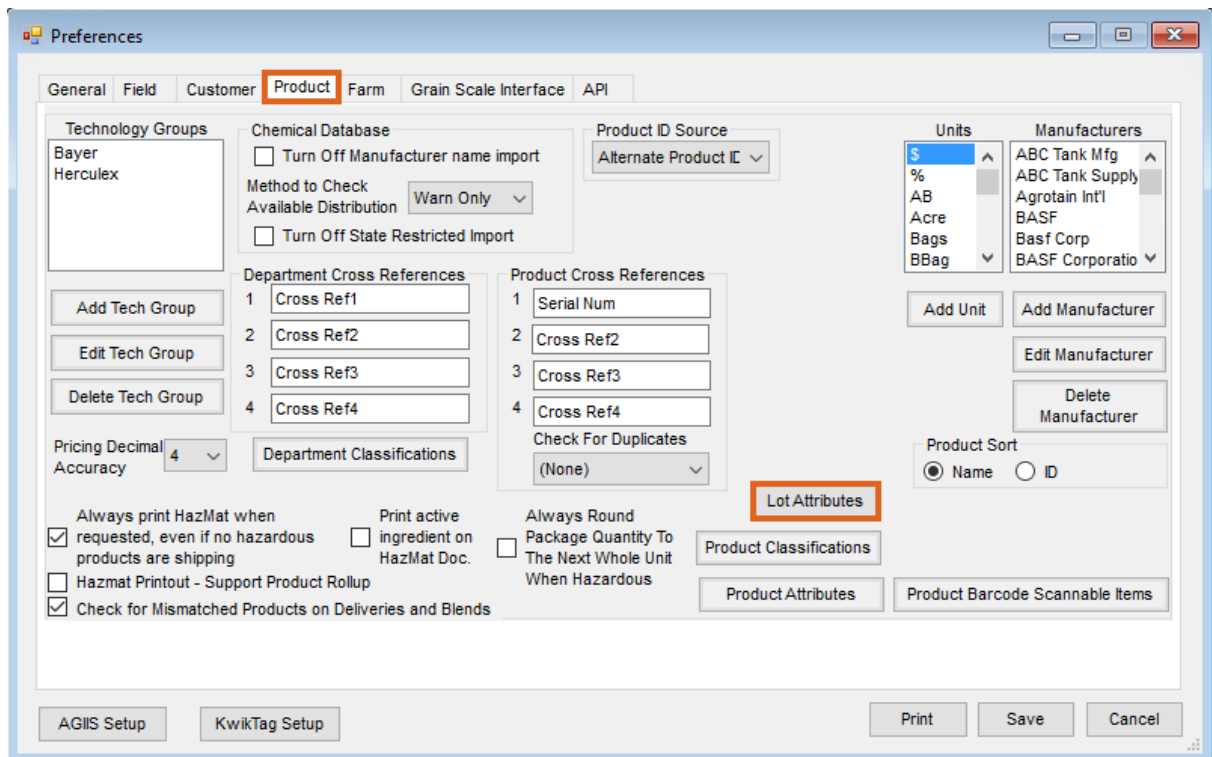 Preferences
General Field Customer Product Farm Grain Scale Interface API
Technology Groups
Bayer
Herculex
Add Tech Group
Edit Tech Group
Delete Tech Group
Pricing Decimal
Accuracy
4
Chemical Database
Turn Off Manufacturer name import
Method to Check
Available Distribution
Warn Only
Turn Off State Restricted Import
Department Cross References
1 Cross Ref1
2 Cross Ref2
3 Cross Ref3
4 Cross Ref4
Department Classifications
Product ID Source
Alternate Product ID
Product Cross References
1 Serial Num
2 Cross Ref2
3 Cross Ref3
4 Cross Ref4
Check For Duplicates
(None)
Units
$
%
AB
Acre
Bags
BBag
Add Unit
Manufacturers
ABC Tank Mfg
ABC Tank Supply
Agrotain Int'l
BASF
Basf Corp
BASF Corporatio
Add Manufacturer
Edit Manufacturer
Delete
Manufacturer
Product Sort
Name ID
Always print HazMat when
requested, even if no hazardous
products are shipping
Print active
ingredient on
HazMat Doc.
Always Round
Package Quantity To
The Next Whole Unit
When Hazardous
Hazmat Printout - Support Product Rollup
Check for Mismatched Products on Deliveries and Blends
Lot Attributes
Product Classifications
Product Attributes
Product Barcode Scannable Items
AGIIS Setup
KwikTag Setup
Print
Save
Cancel